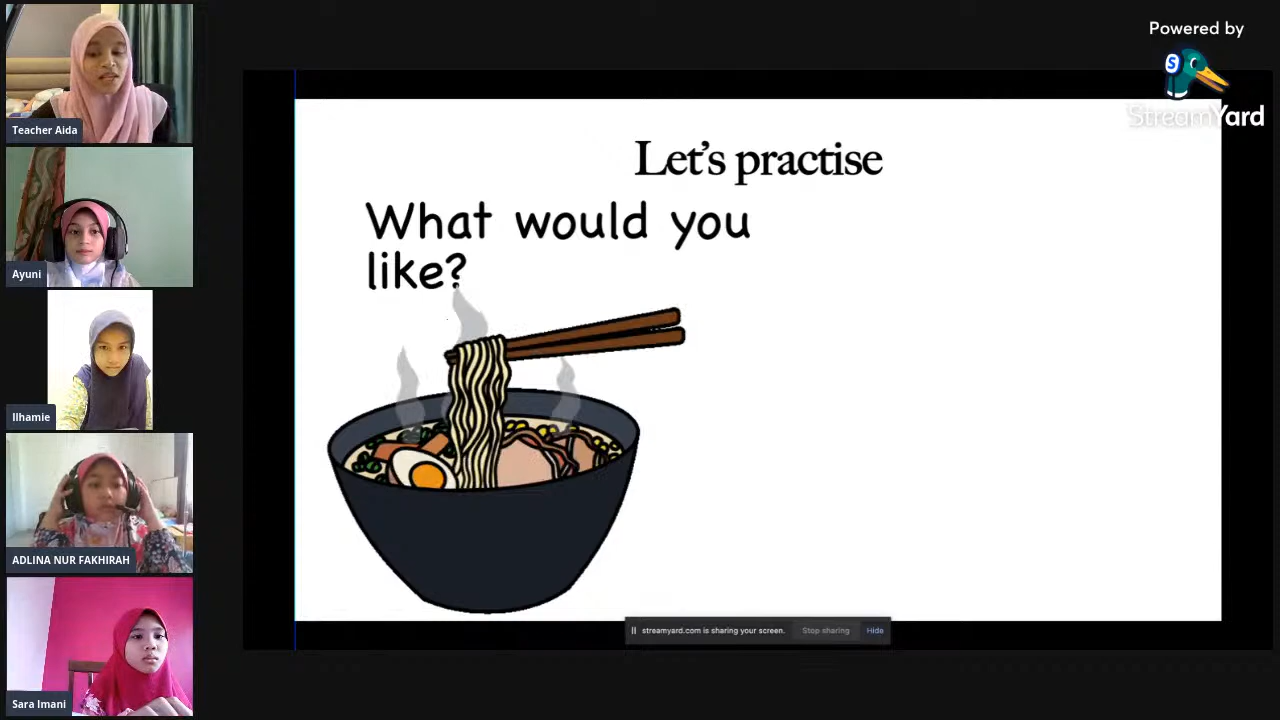 Teacher Aida
Ayuni
Ilhamie
ADLINA NUR FAKHIRAH
Sara Imani
Powered by
S
StreamYard
Let's practise
What would you
like?
streamyard.com is sharing your screen.
Stop sharing
Hide